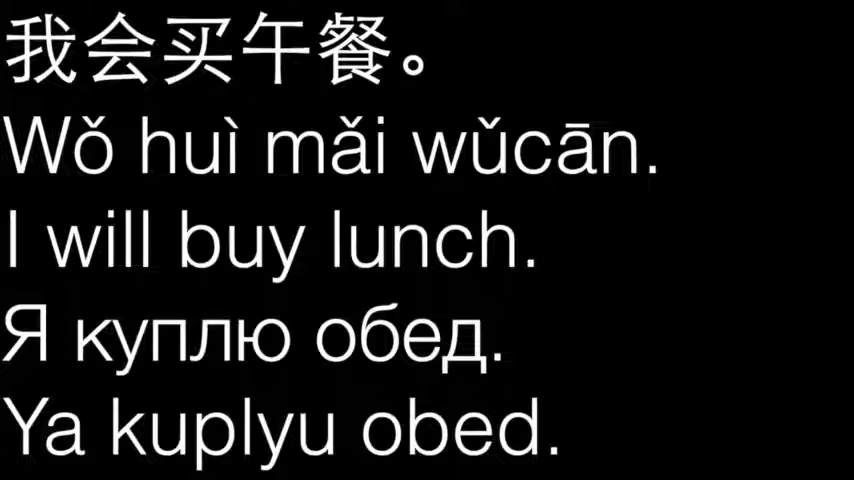 我会买午餐。
Wǒ huì mǎi wǔcān.
I will buy lunch.
Я куплю обед.
Ya kuplyu obed.